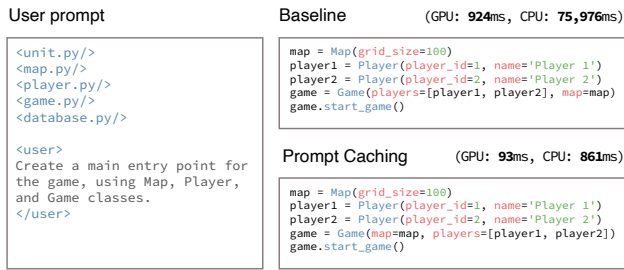 User prompt
<unit.py/>
<map.py/>
<player.py/>
<game.py/>
<database.py/>
<user>
Create a main entry point for
the game, using Map, Player,
and Game classes.
</user>
Baseline (GPU: 924ms, CPU: 75,976ms)
map = Map(grid_size=100)
player1 = Player(player_id=1, name='Player 1')
player2 = Player(player_id=2, name='Player 2')
game = Game(players=[player1, player2], map=map)
game.start_game()
Prompt Caching (GPU: 93ms, CPU: 861ms)
map = Map(grid_size=100)
player1 = Player(player_id=1, name='Player 1')
player2 = Player(player_id=2, name='Player 2')
game = Game(map=map, players=[player1, player2])
game.start_game()